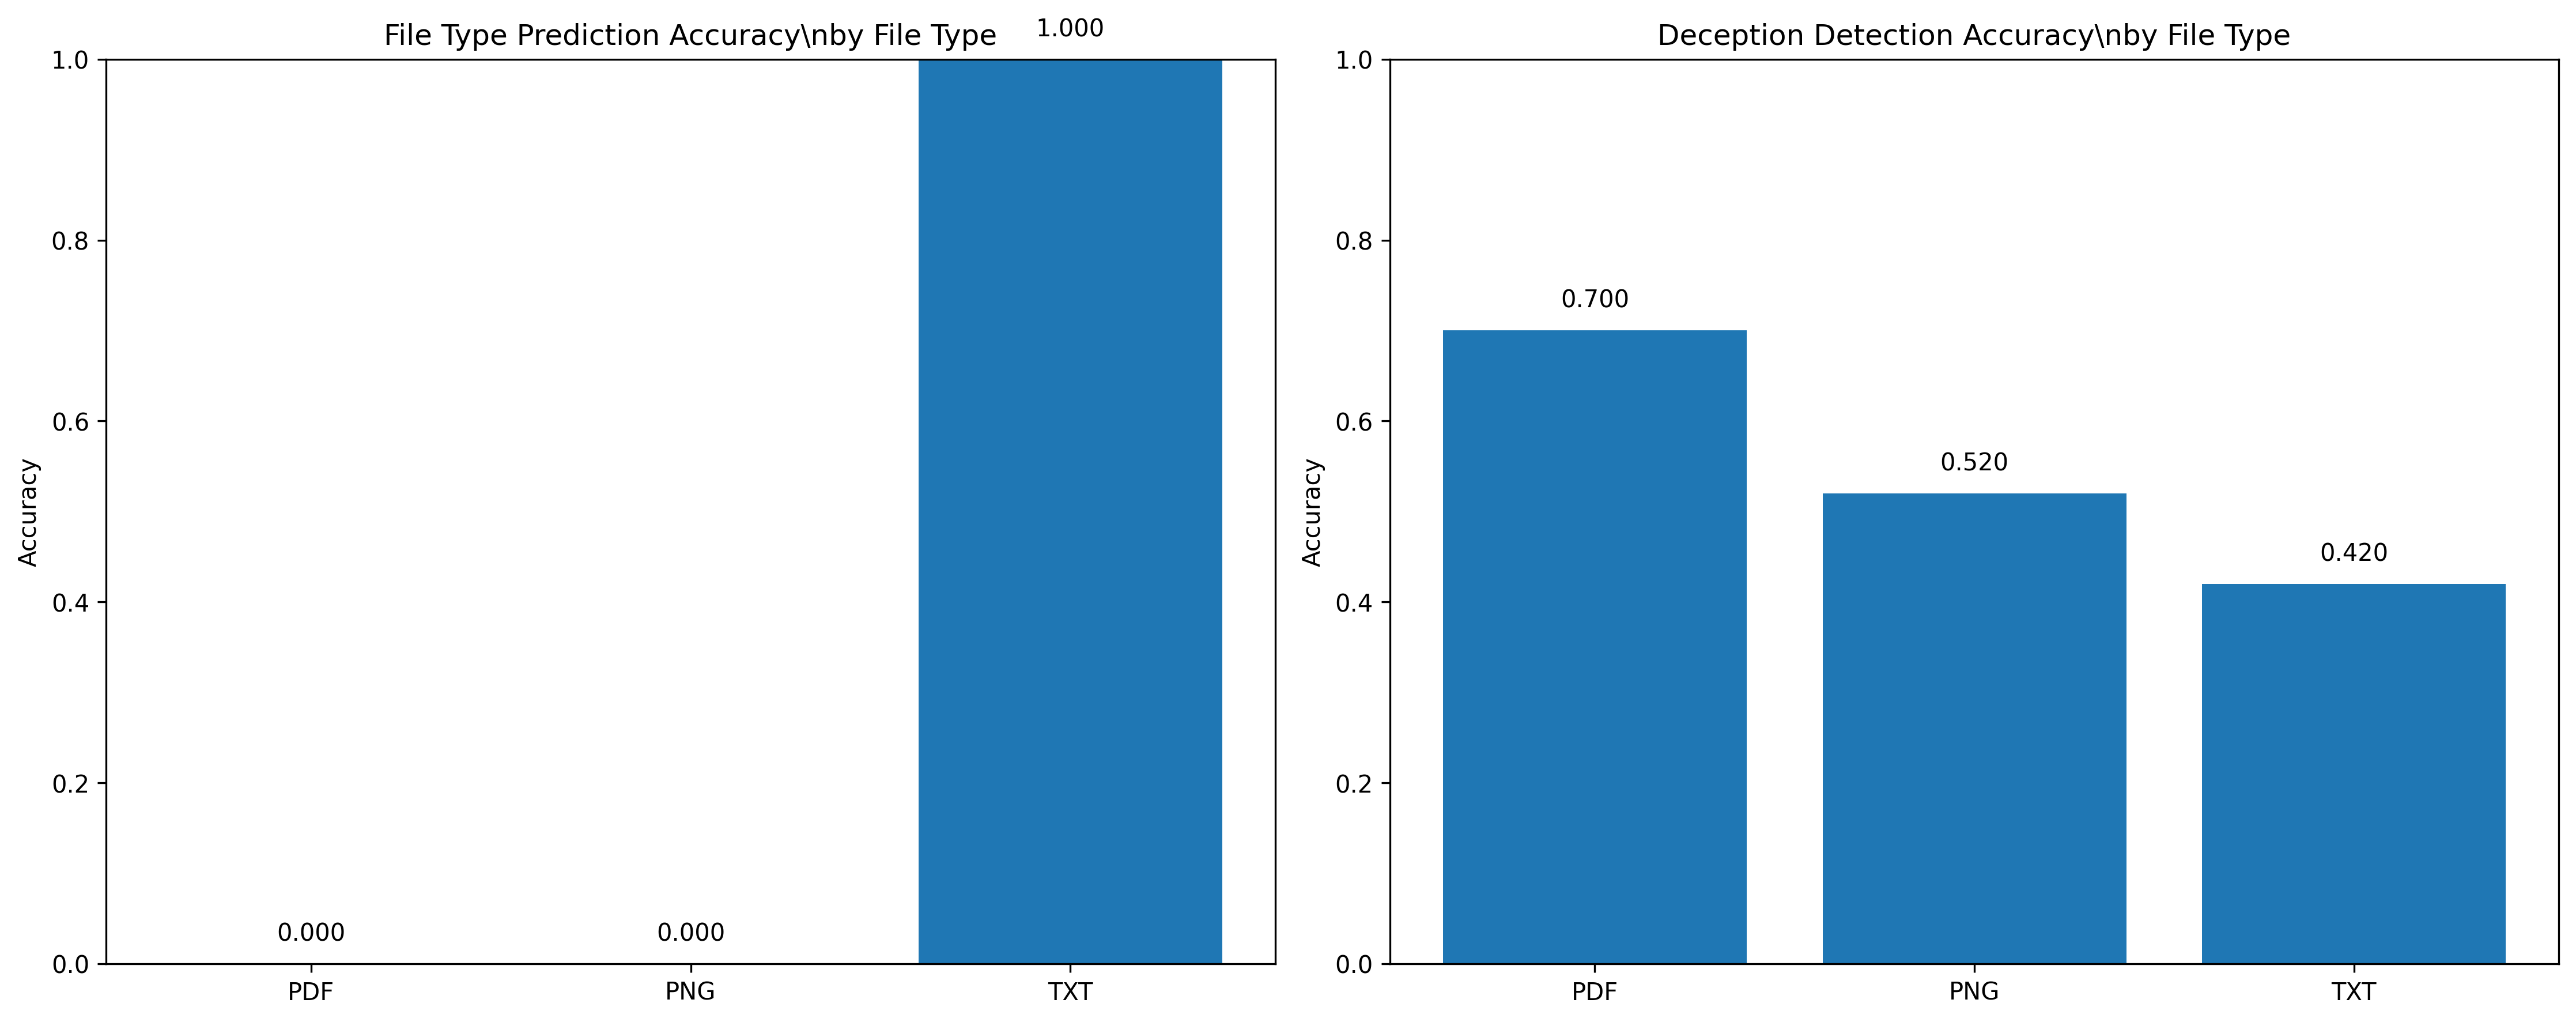 File Type Prediction Accuracy\nby File Type
1.000
1.0
0.8
0.6
0.4
0.2
0.0
Accuracy
0.000
0.000
PDF
PNG
TXT
Deception Detection Accuracy\nby File Type
1.0
0.8
0.6
0.4
0.2
0.0
Accuracy
0.700
0.520
0.420
PDF
PNG
TXT